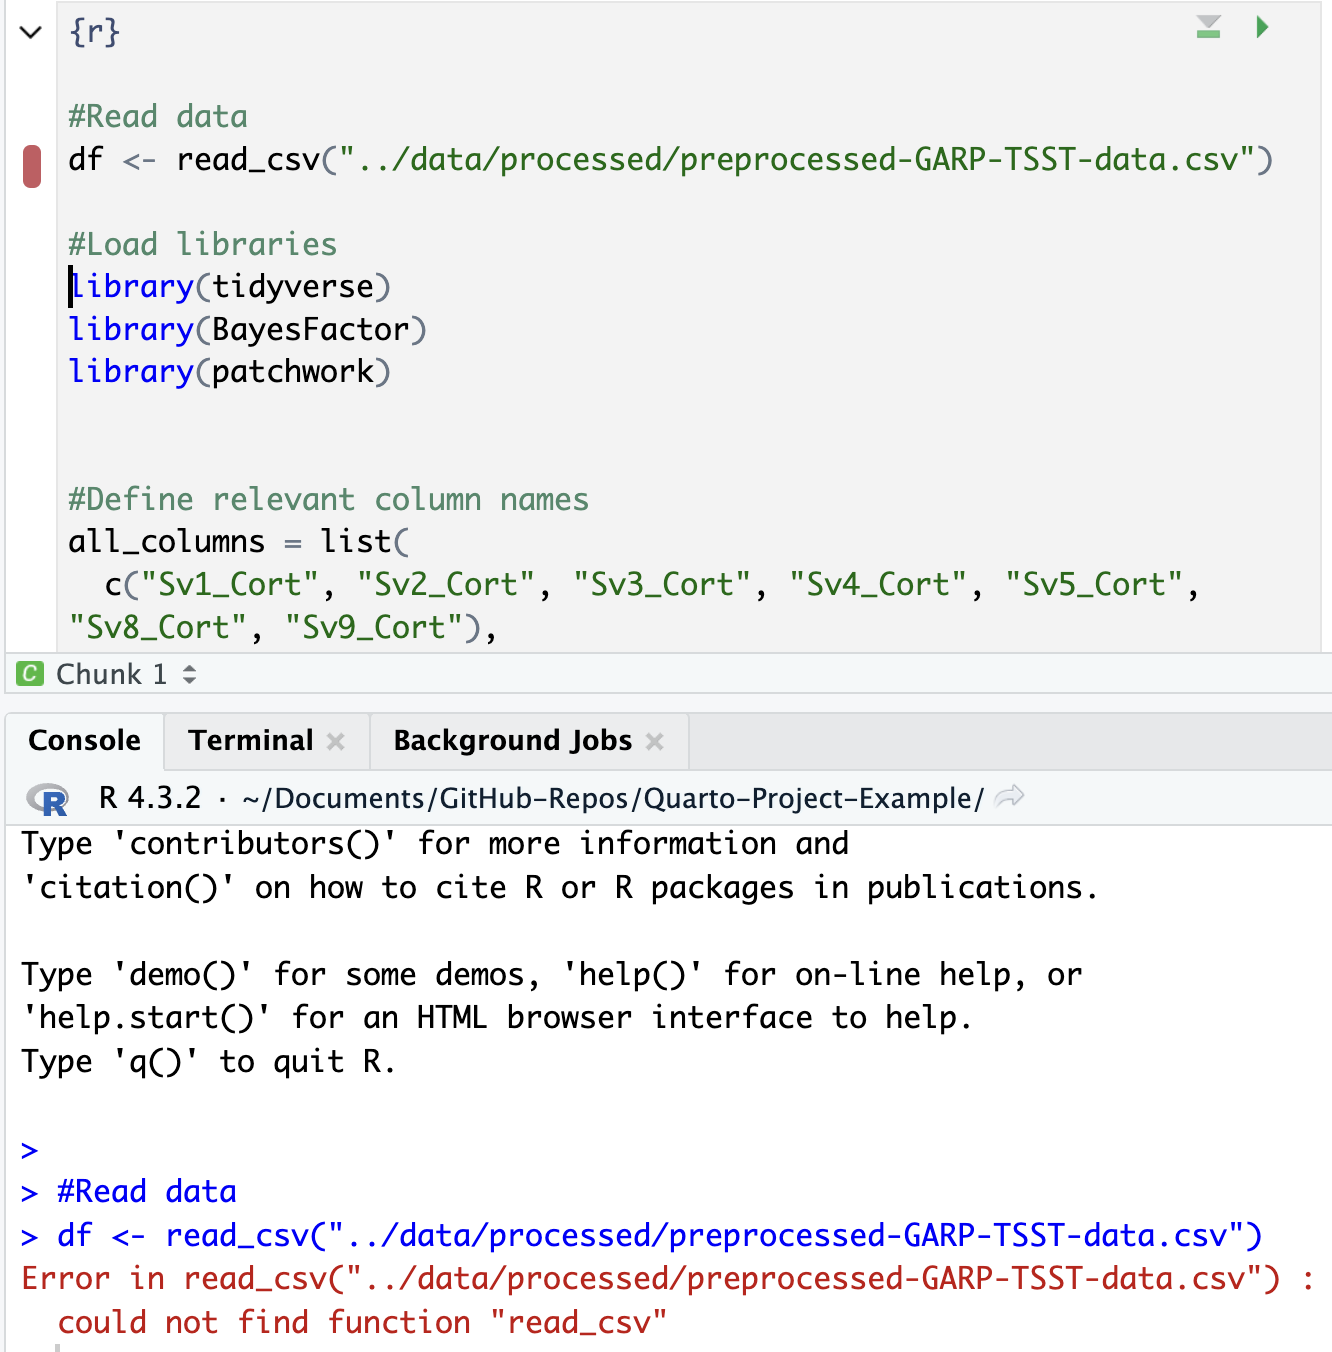 {r}
#Read data
df <- read_csv("../data/processed/preprocessed-GARP-TSST-data.csv")
#Load libraries
library(tidyverse)
library(BayesFactor)
library(patchwork)
#Define relevant column names
all_columns = list(
  c("Sv1_Cort", "Sv2_Cort", "Sv3_Cort", "Sv4_Cort", "Sv5_Cort",
"Sv8_Cort", "Sv9_Cort"),
C Chunk 1
Console Terminal Background Jobs
R R 4.3.2 · ~/Documents/GitHub-Repos/Quarto-Project-Example/
Type 'contributors()' for more information and
'citation()' on how to cite R or R packages in publications.
Type 'demo()' for some demos, 'help()' for on-line help, or
'help.start()' for an HTML browser interface to help.
Type 'q()' to quit R.
>
> #Read data
> df <- read_csv("../data/processed/preprocessed-GARP-TSST-data.csv")
Error in read_csv("../data/processed/preprocessed-GARP-TSST-data.csv") :
  could not find function "read_csv"